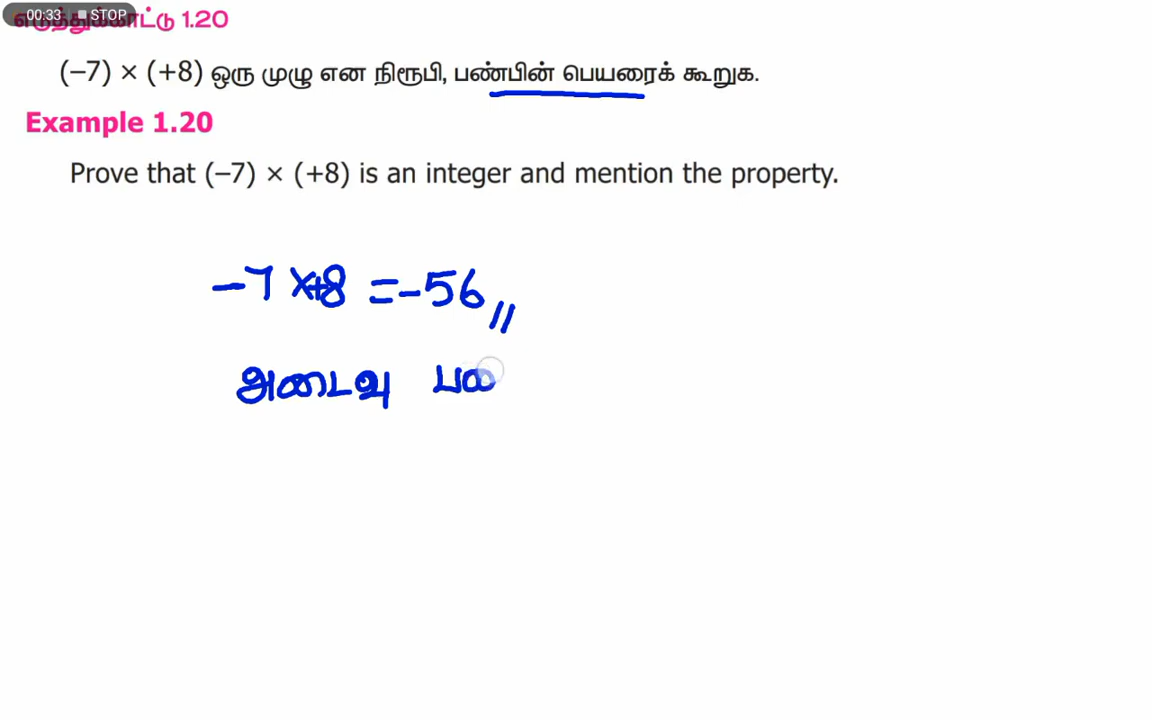 00:33 STOP
எடுத்துக்காட்டு 1.20
(–7) × (+8) ஒரு முழு என நிரூபி, பண்பின் பெயரைக் கூறுக.
Example 1.20
Prove that (–7) × (+8) is an integer and mention the property.
-7 x+8 = -56 //
அடைவு